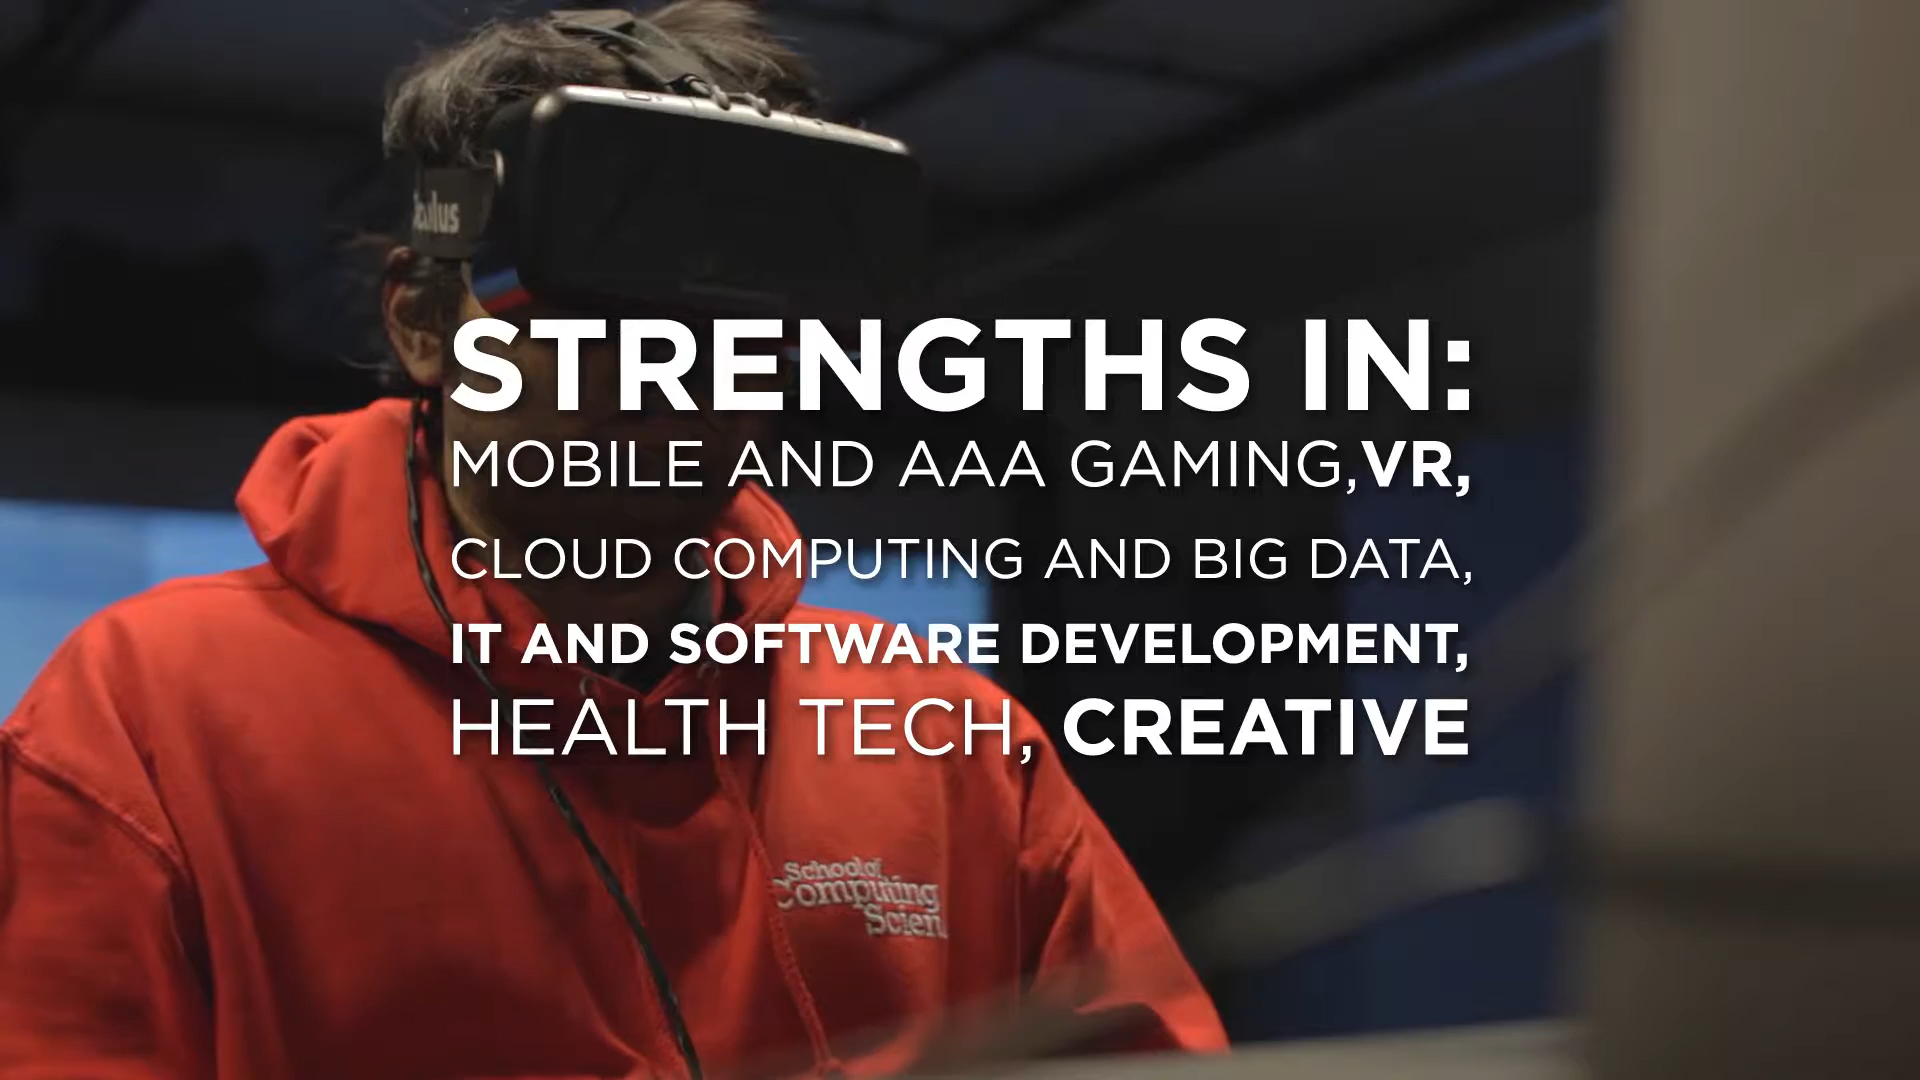 STRENGTHS IN:
MOBILE AND AAA GAMING, VR,
CLOUD COMPUTING AND BIG DATA,
IT AND SOFTWARE DEVELOPMENT,
HEALTH TECH, CREATIVE
School of
Computing